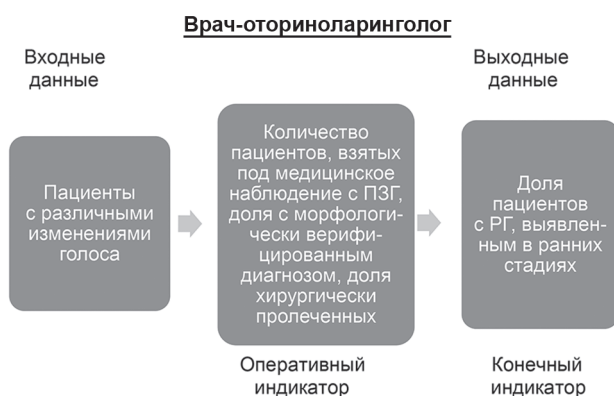 Врач-оториноларинголог
Входные
данные
Выходные
данные
Пациенты
с различными
изменениями
голоса
Количество
пациентов, взятых
под медицинское
наблюдение с ПЗГ,
доля с морфологи-
чески верифи-
цированным
диагнозом, доля
хирургически
пролеченных
Доля
пациентов
с РГ, выявлен-
ным в ранних
стадиях
Оперативный
индикатор
Конечный
индикатор